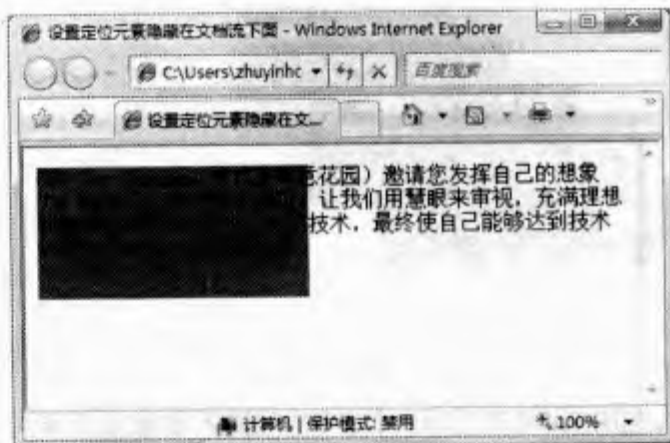 设置定位元素隐藏在文档流下面 - Windows Internet Explorer
C:\Users\zhuyinhc
百度搜索
设置定位元素隐藏在文...
意花园）邀请您发挥自己的想象
让我们用慧眼来审视，充满理想
技术，最终使自己能够达到技术
计算机 | 保护模式: 禁用
100%